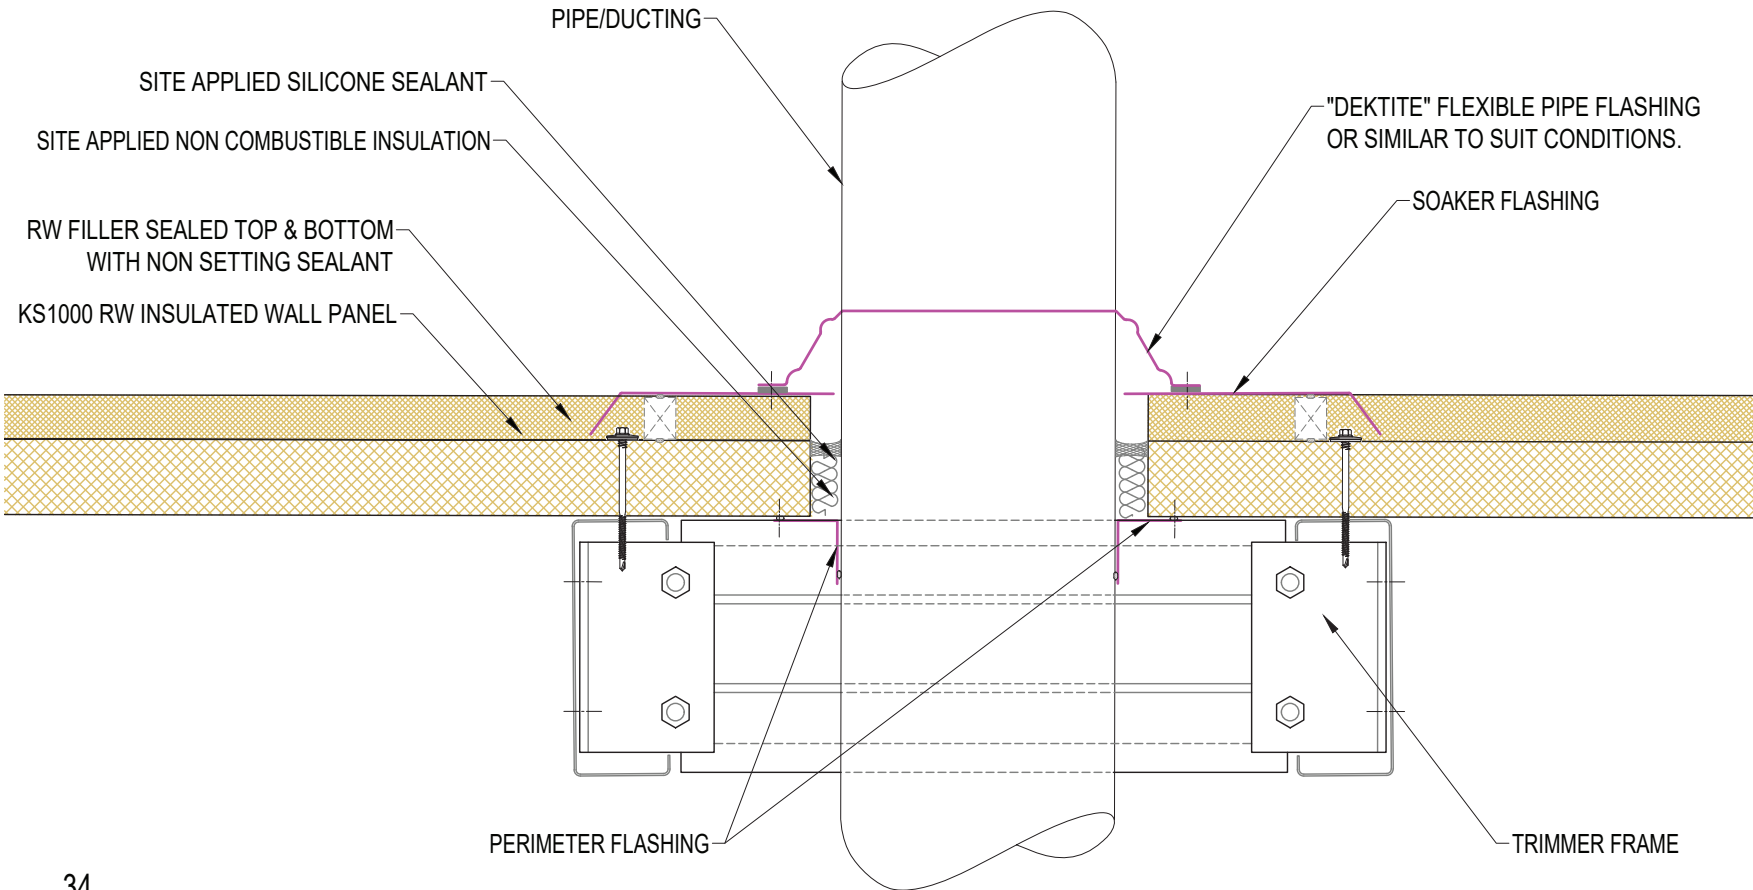 PIPE/DUCTING
SITE APPLIED SILICONE SEALANT
SITE APPLIED NON COMBUSTIBLE INSULATION
RW FILLER SEALED TOP & BOTTOM
WITH NON SETTING SEALANT
KS1000 RW INSULATED WALL PANEL
"DEKTITE" FLEXIBLE PIPE FLASHING
OR SIMILAR TO SUIT CONDITIONS.
SOAKER FLASHING
PERIMETER FLASHING
TRIMMER FRAME
34